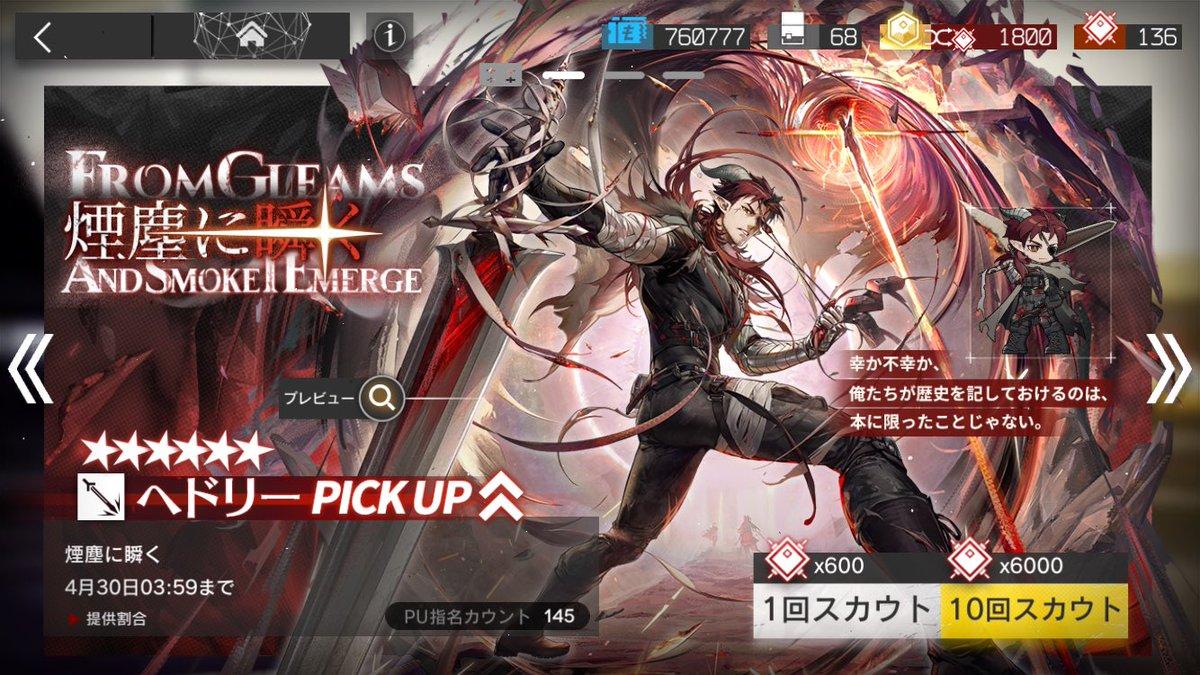 760777
68
1800
136
FROM GLEAMS
煙塵に瞬く
AND SMOKE I EMERGE
プレビュー
幸か不幸か、
俺たちが歴史を記しておけるのは、
本に限ったことじゃない。
ヘドリー PICK UP
煙塵に瞬く
4月30日03:59まで
提供割合
PU指名カウント 145
x600
x6000
1回スカウト
10回スカウト